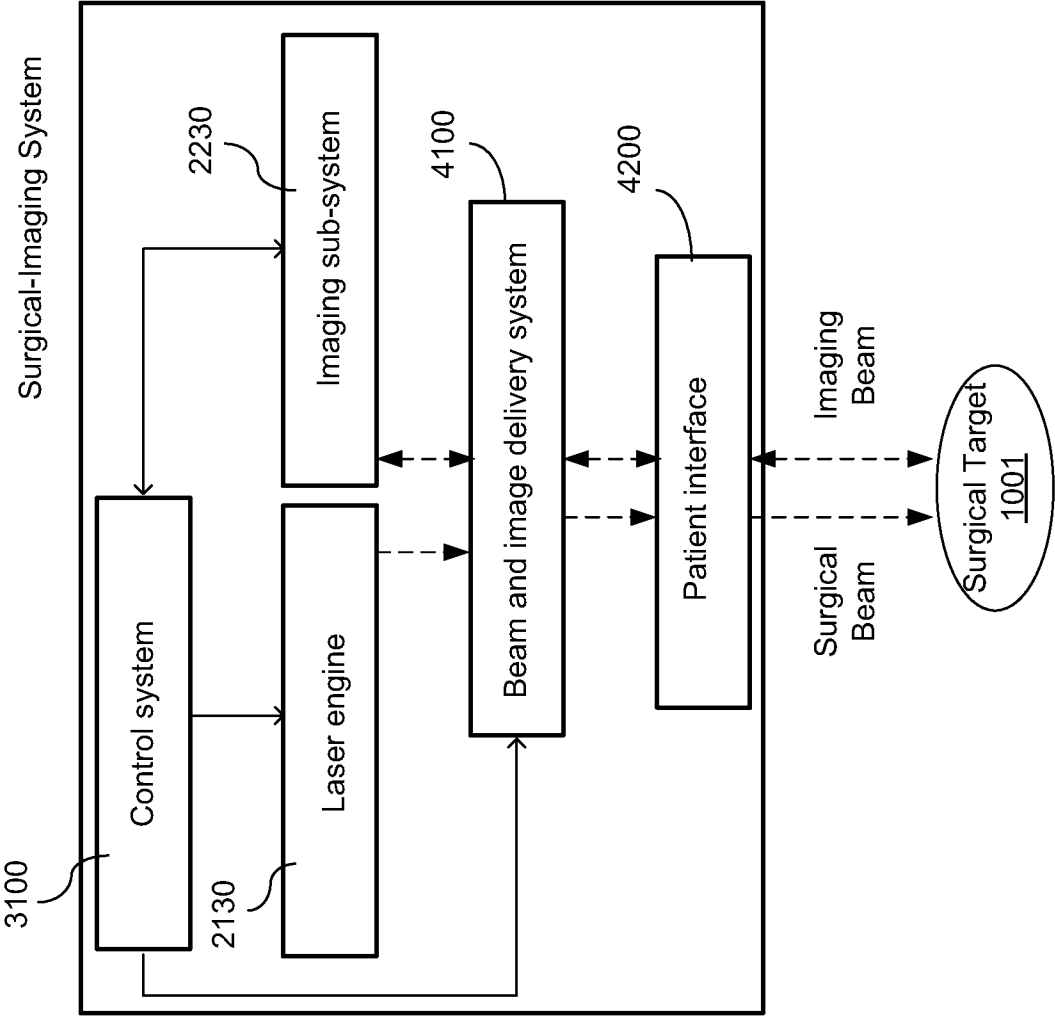 Surgical-Imaging System
3100
Control system
2130
Laser engine
2230
Imaging sub-system
4100
Beam and image delivery system
4200
Patient interface
Surgical
Beam
Imaging
Beam
Surgical Target
1001